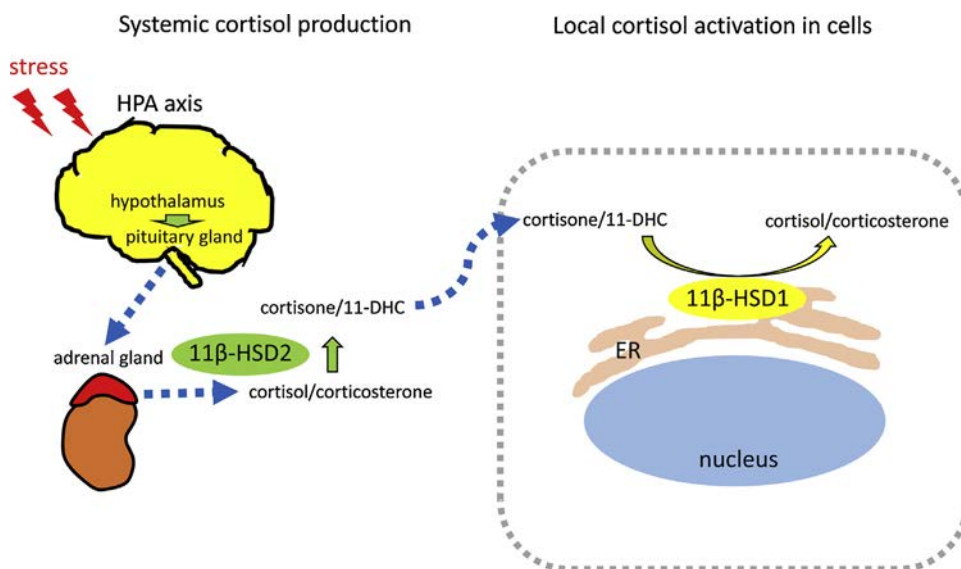 Systemic cortisol production
Local cortisol activation in cells
stress
HPA axis
hypothalamus
pituitary gland
cortisone/11-DHC
adrenal gland
11β-HSD2
cortisol/corticosterone
cortisone/11-DHC
cortisol/corticosterone
11β-HSD1
ER
nucleus